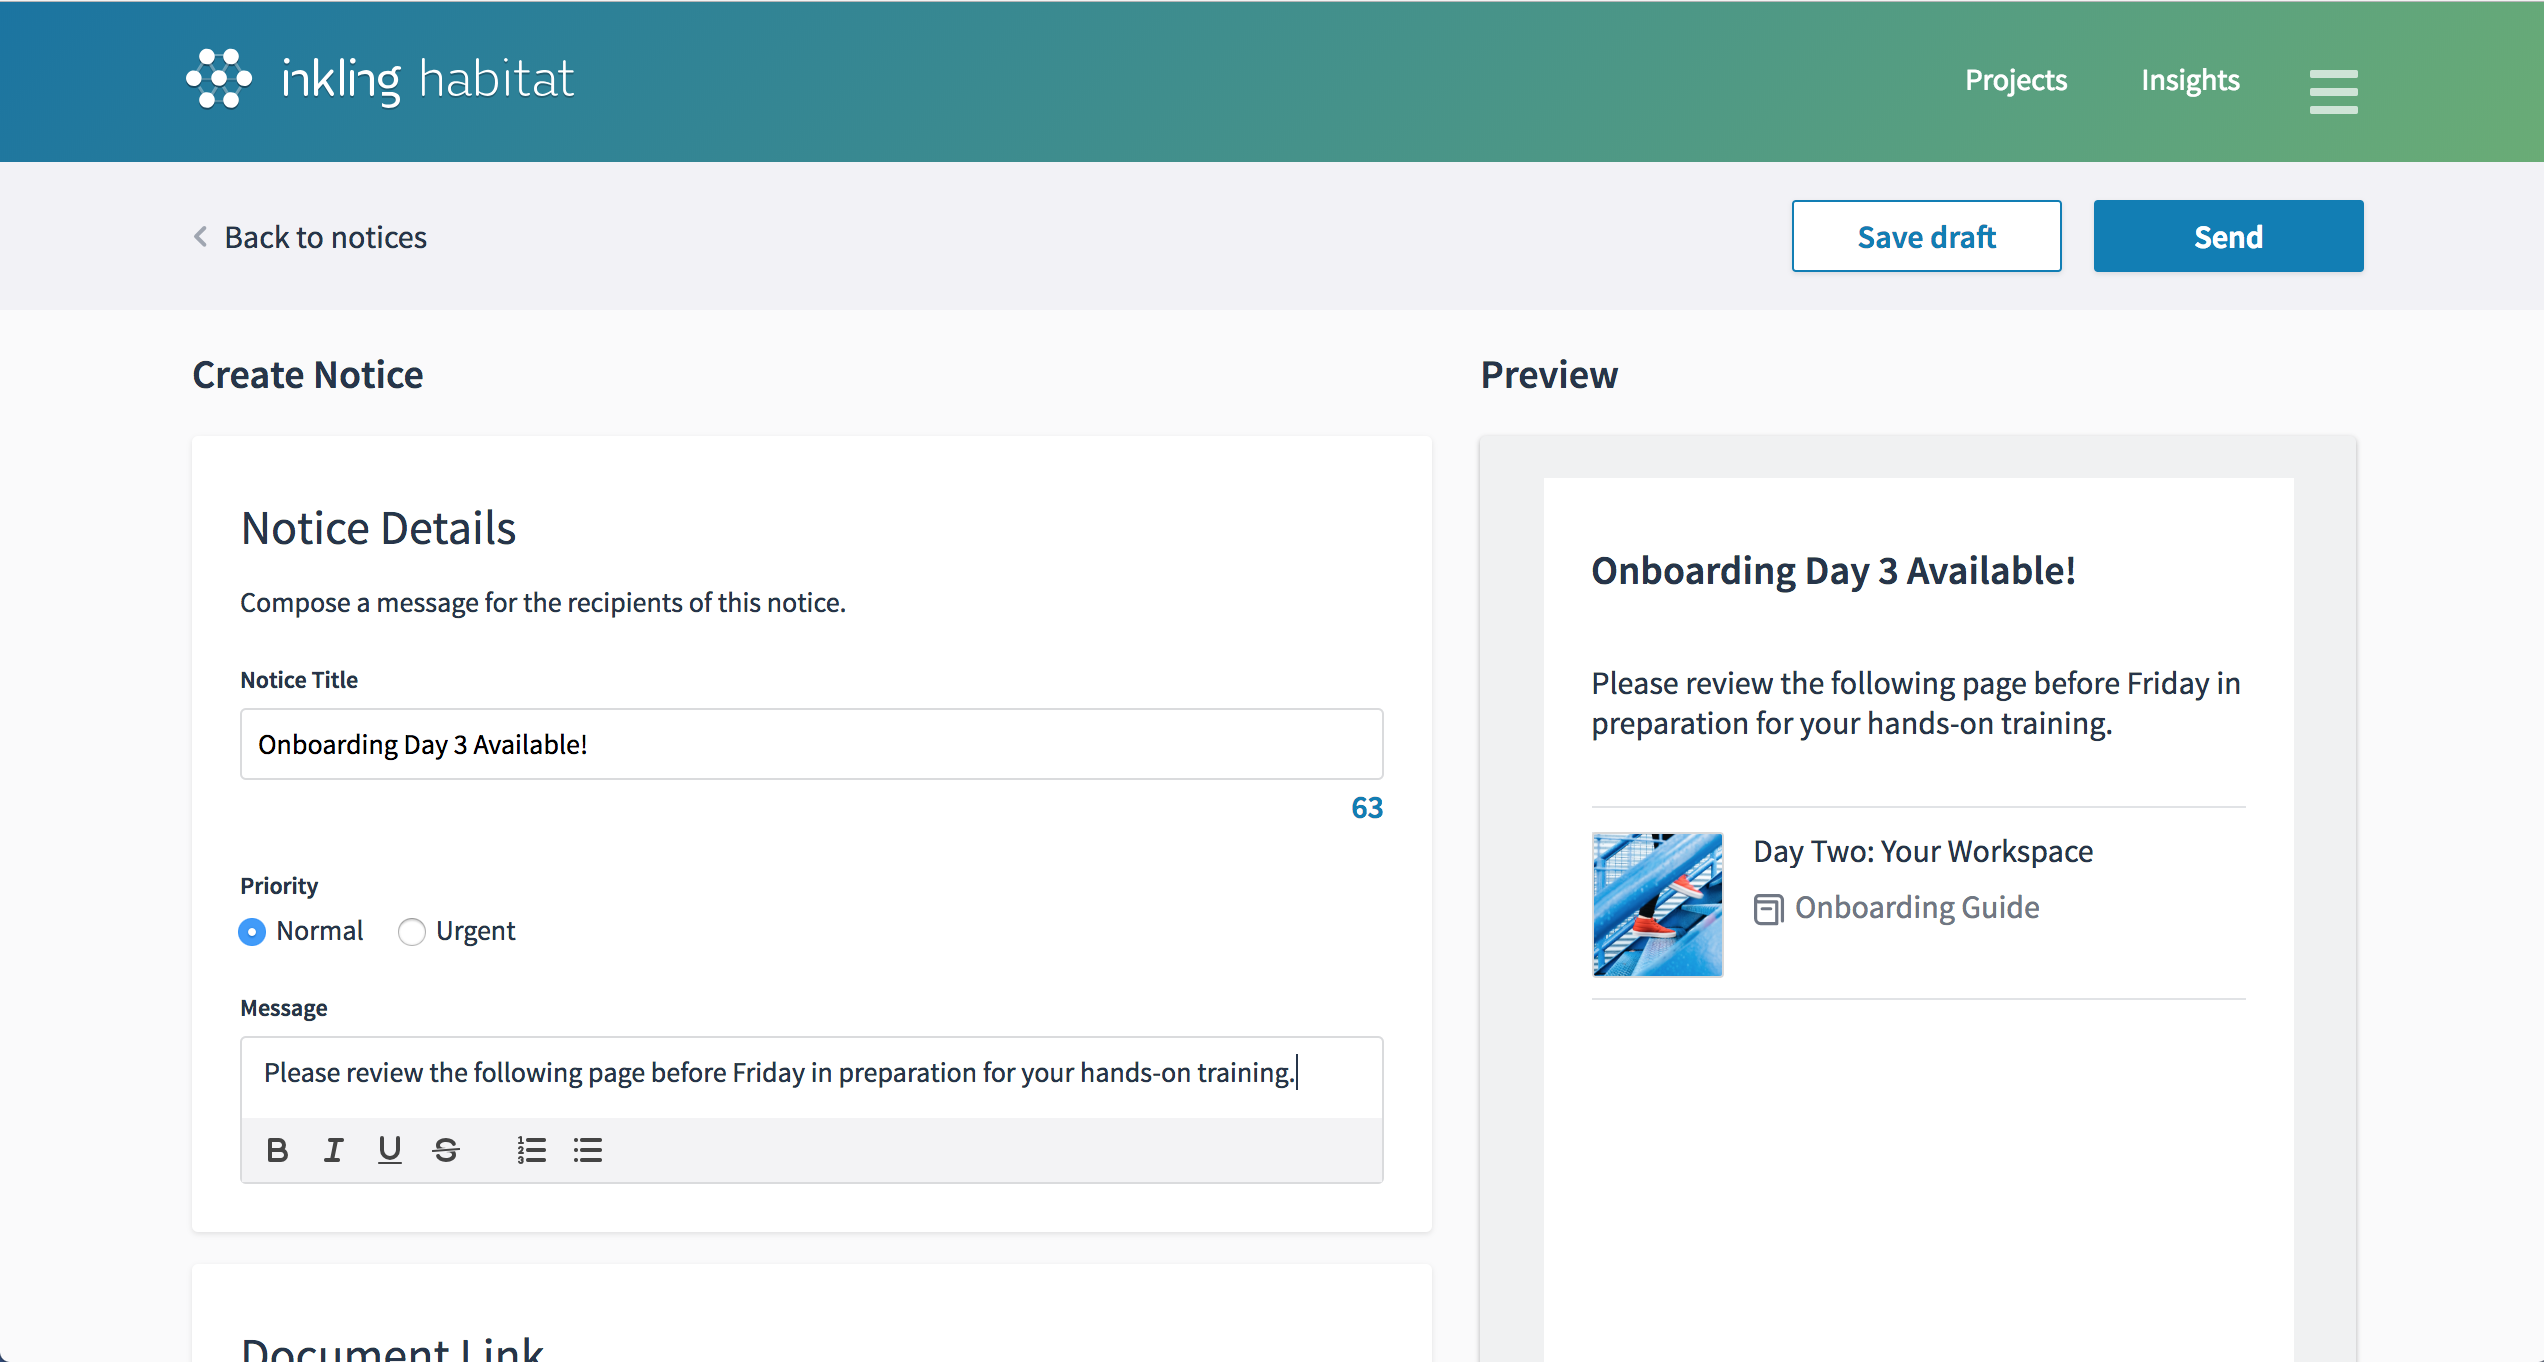 inkling habitat
Projects
Insights
Back to notices
Save draft
Send
Create Notice
Preview
Notice Details
Compose a message for the recipients of this notice.
Notice Title
Onboarding Day 3 Available!
63
Priority
Normal
Urgent
Message
Please review the following page before Friday in preparation for your hands-on training.
B I U S
Document Link
Onboarding Day 3 Available!
Please review the following page before Friday in
preparation for your hands-on training.
Day Two: Your Workspace
Onboarding Guide